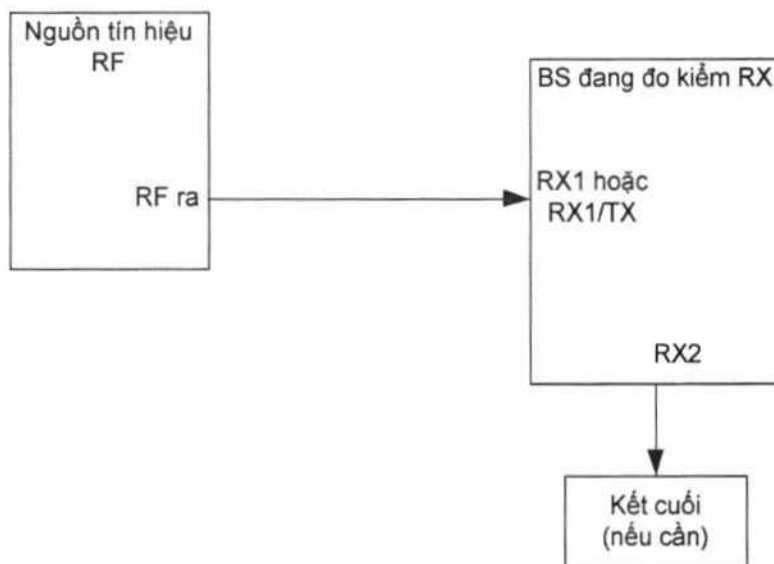 Nguồn tín hiệu
RF
RF ra
BS đang đo kiểm RX
RX1 hoặc
RX1/TX
RX2
Kết cuối
(nếu cần)